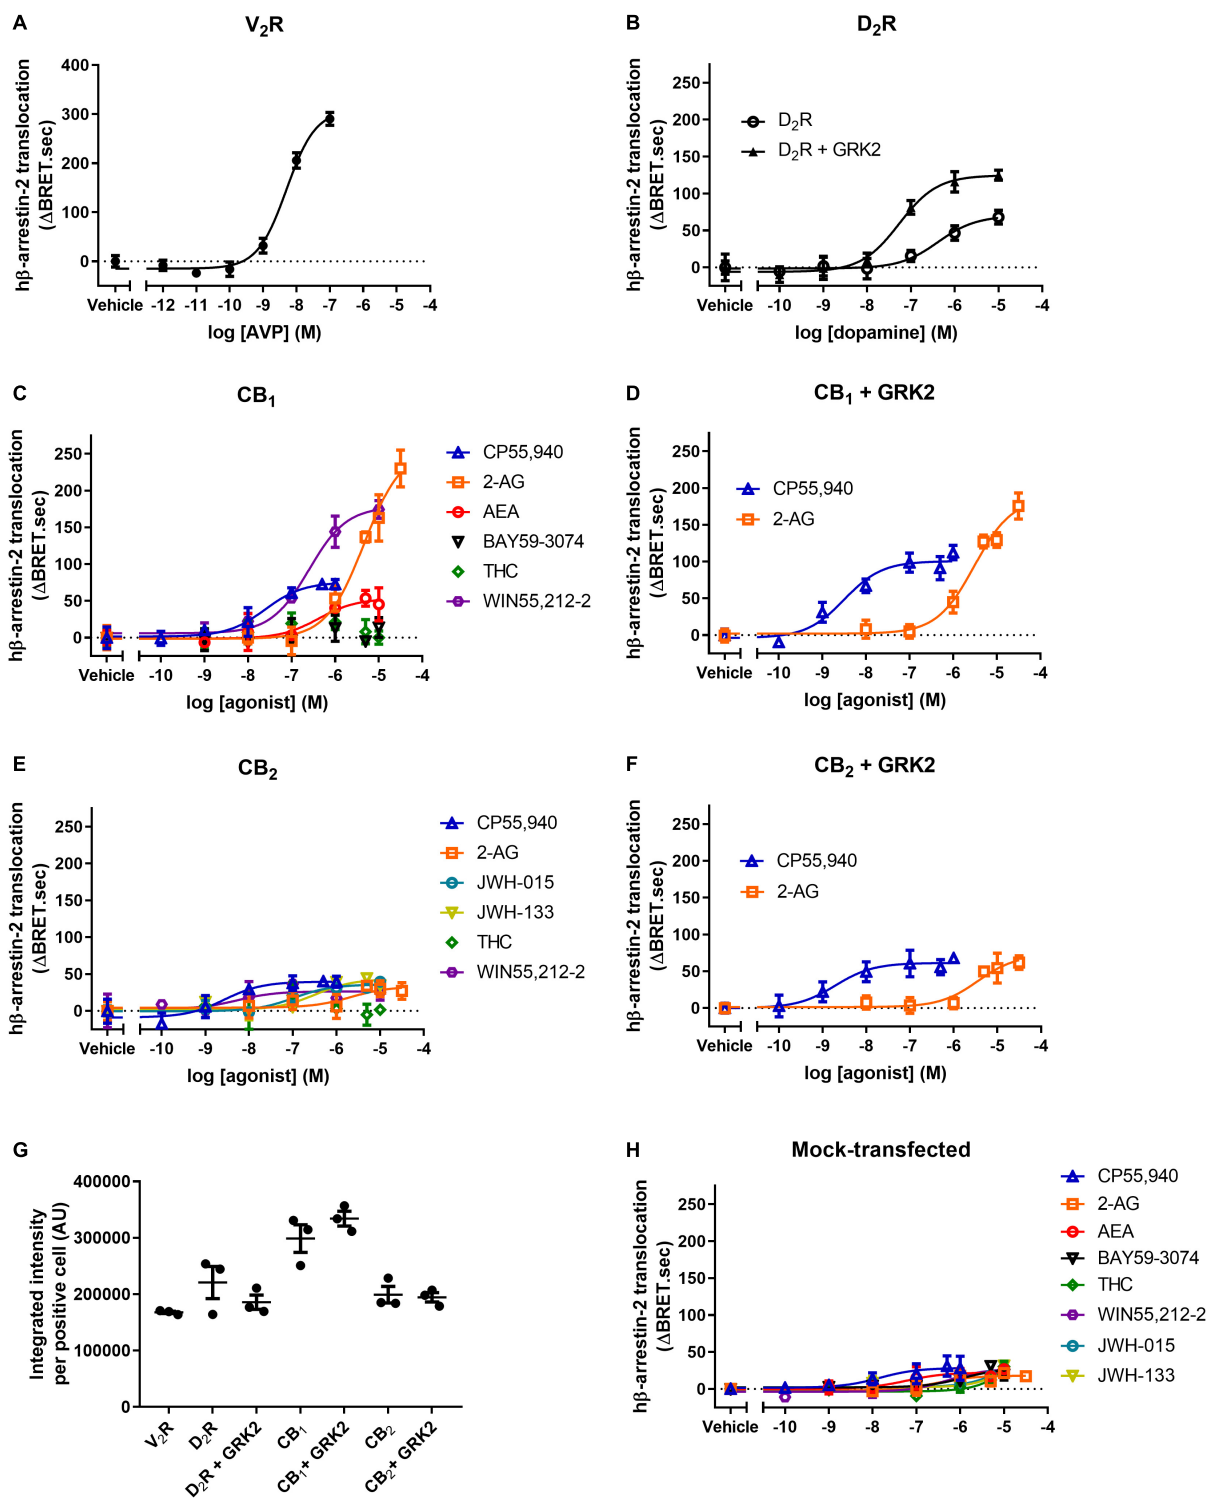 A
V2R
hβ-arrestin-2 translocation
(ΔBRET.sec)
400
300
200
100
0
Vehicle -12 -11 -10 -9 -8 -7 -6 -5 -4
log [AVP] (M)
B
D2R
hβ-arrestin-2 translocation
(ΔBRET.sec)
250
200
150
100
50
0
D2R
D2R + GRK2
Vehicle -10 -9 -8 -7 -6 -5 -4
log [dopamine] (M)
C
CB1
hβ-arrestin-2 translocation
(ΔBRET.sec)
250
200
150
100
50
0
CP55,940
2-AG
AEA
BAY59-3074
THC
WIN55,212-2
Vehicle -10 -9 -8 -7 -6 -5 -4
log [agonist] (M)
D
CB1 + GRK2
hβ-arrestin-2 translocation
(ΔBRET.sec)
250
200
150
100
50
0
CP55,940
2-AG
Vehicle -10 -9 -8 -7 -6 -5 -4
log [agonist] (M)
E
CB2
hβ-arrestin-2 translocation
(ΔBRET.sec)
250
200
150
100
50
0
CP55,940
2-AG
JWH-015
JWH-133
THC
WIN55,212-2
Vehicle -10 -9 -8 -7 -6 -5 -4
log [agonist] (M)
F
CB2 + GRK2
hβ-arrestin-2 translocation
(ΔBRET.sec)
250
200
150
100
50
0
CP55,940
2-AG
Vehicle -10 -9 -8 -7 -6 -5 -4
log [agonist] (M)
G
Integrated intensity
per positive cell (AU)
400000
300000
200000
100000
0
V2R
D2R
D2R + GRK2
CB1
CB1+ GRK2
CB2
CB2+ GRK2
H
Mock-transfected
hβ-arrestin-2 translocation
(ΔBRET.sec)
250
200
150
100
50
0
CP55,940
2-AG
AEA
BAY59-3074
THC
WIN55,212-2
JWH-015
JWH-133
Vehicle -10 -9 -8 -7 -6 -5 -4
log [agonist] (M)